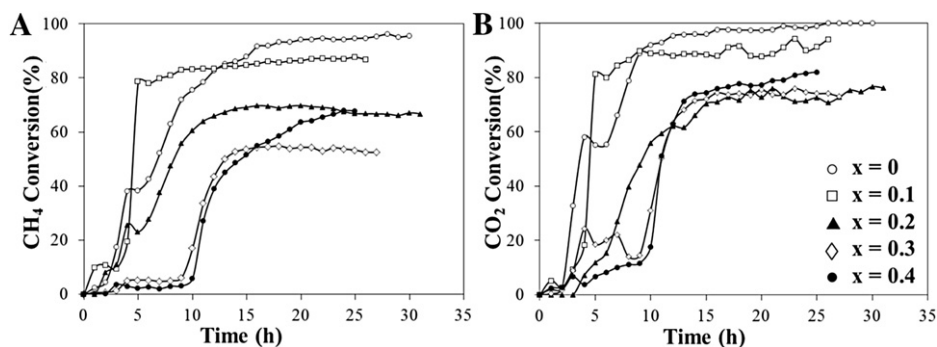 A
CH4 Conversion(%)
100
80
60
40
20
0
0 5 10 15 20 25 30 35
Time (h)
B
CO2 Conversion(%)
100
80
60
40
20
0
0 5 10 15 20 25 30 35
Time (h)
x = 0
x = 0.1
x = 0.2
x = 0.3
x = 0.4